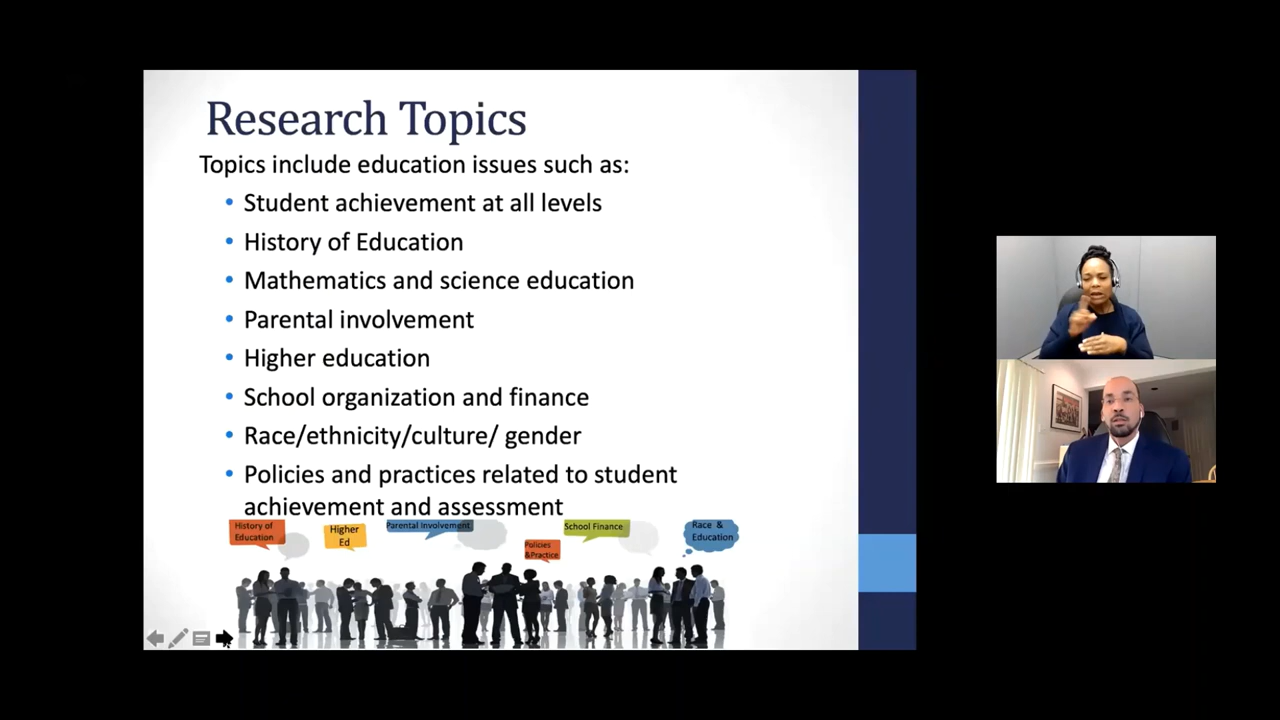 Research Topics
Topics include education issues such as:
• Student achievement at all levels
• History of Education
• Mathematics and science education
• Parental involvement
• Higher education
• School organization and finance
• Race/ethnicity/culture/ gender
• Policies and practices related to student
achievement and assessment
History of
Education
Higher
Ed
Parental Involvement
Policies
&Practice
School Finance
Race &
Education